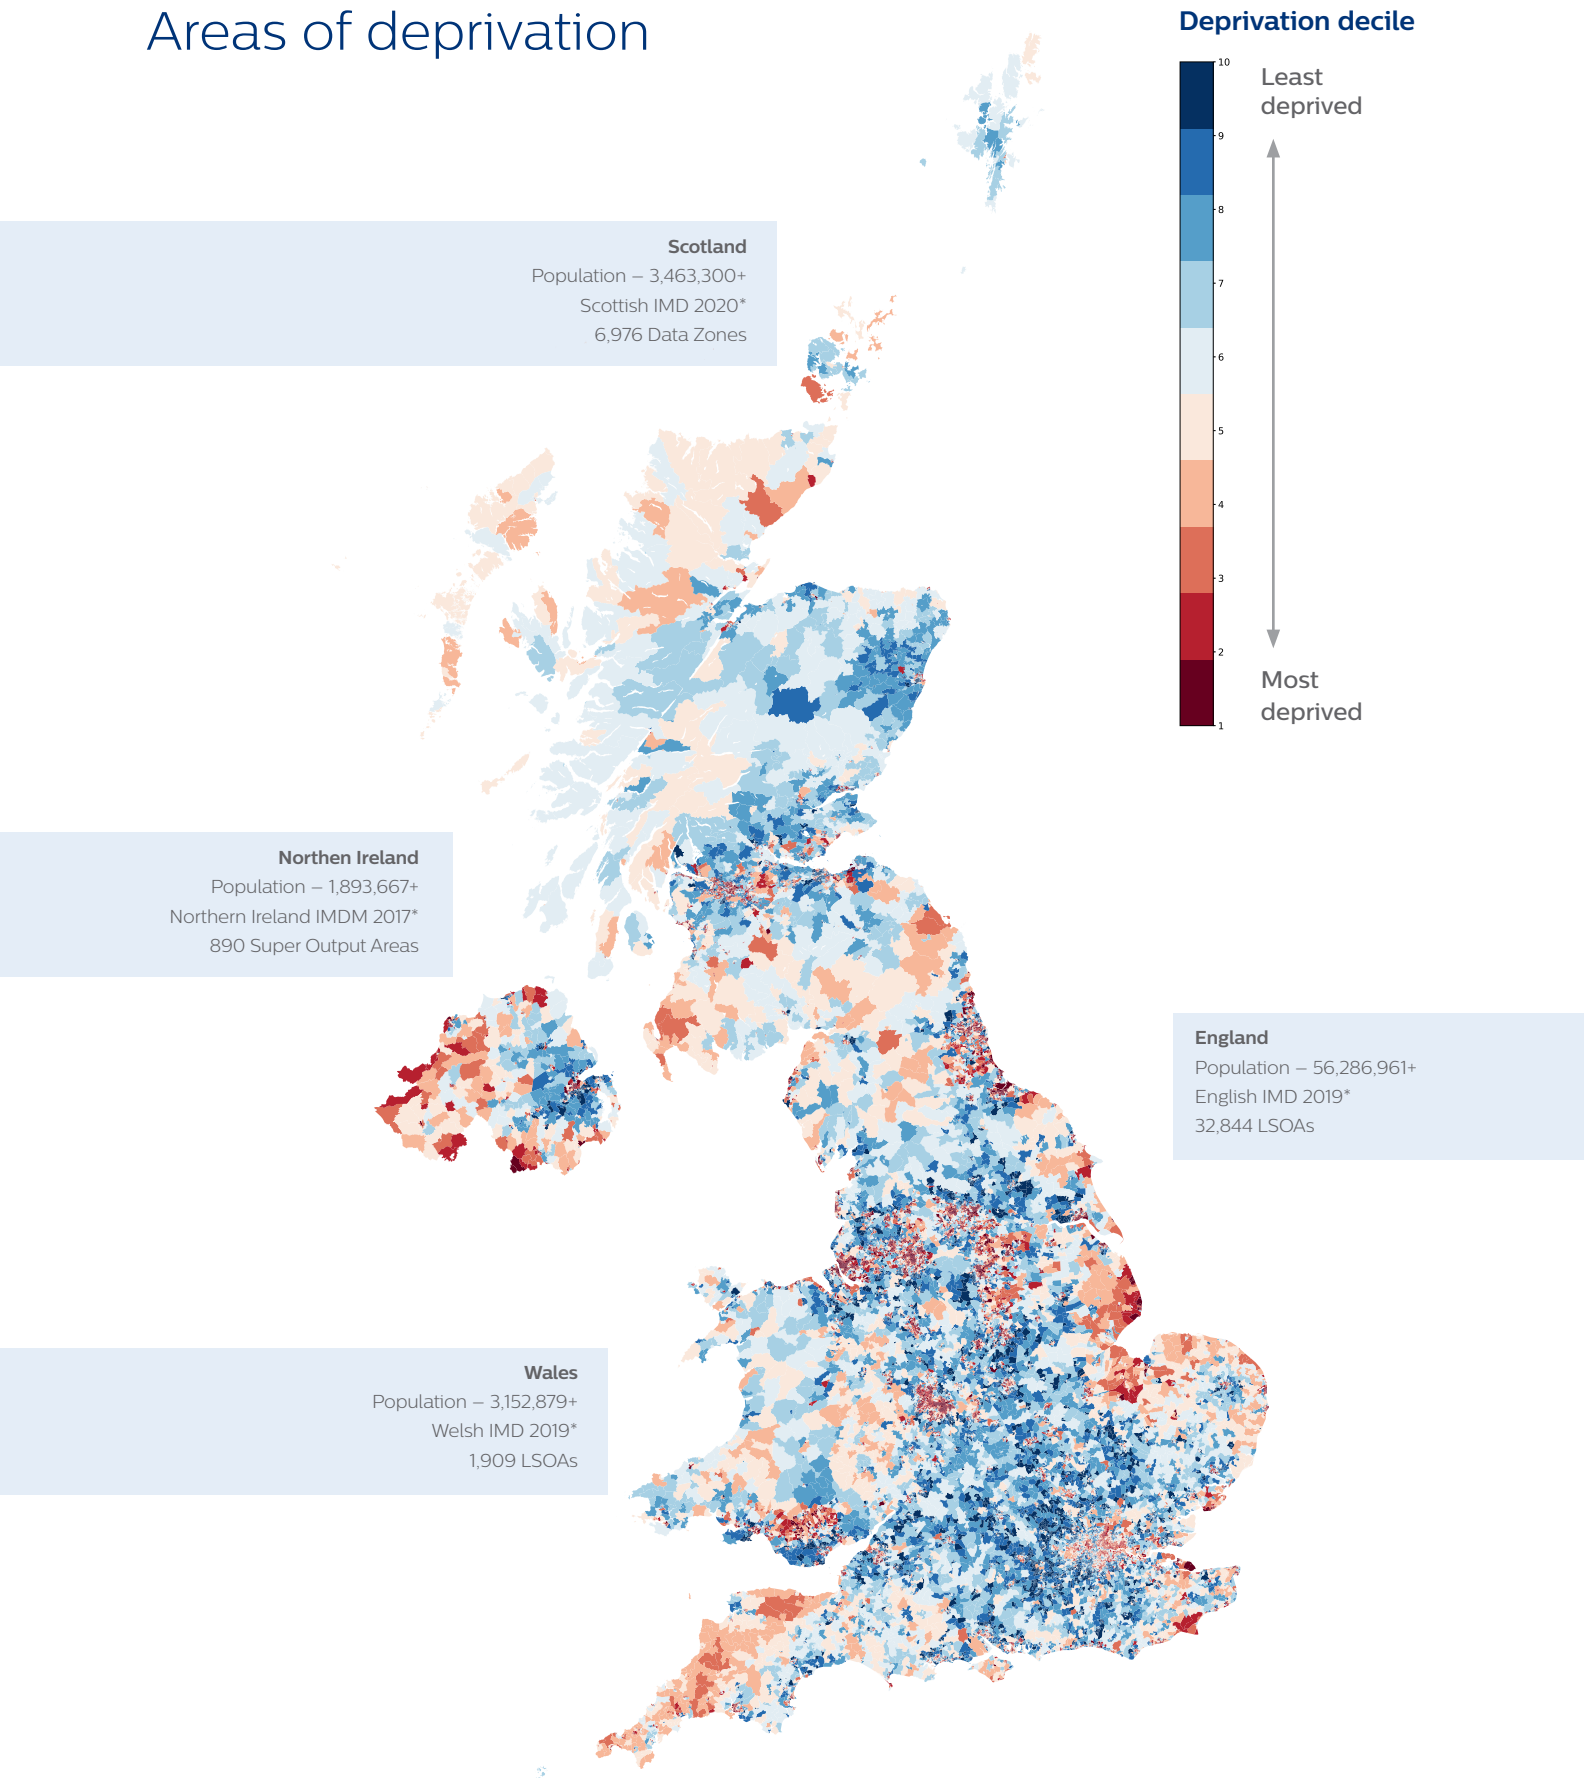 Areas of deprivation
Deprivation decile
10
Least
deprived
9
8
7
6
5
4
3
2
Most
deprived
1
Scotland
Population – 3,463,300+
Scottish IMD 2020*
6,976 Data Zones
Northen Ireland
Population – 1,893,667+
Northern Ireland IMDM 2017*
890 Super Output Areas
England
Population – 56,286,961+
English IMD 2019*
32,844 LSOAs
Wales
Population – 3,152,879+
Welsh IMD 2019*
1,909 LSOAs